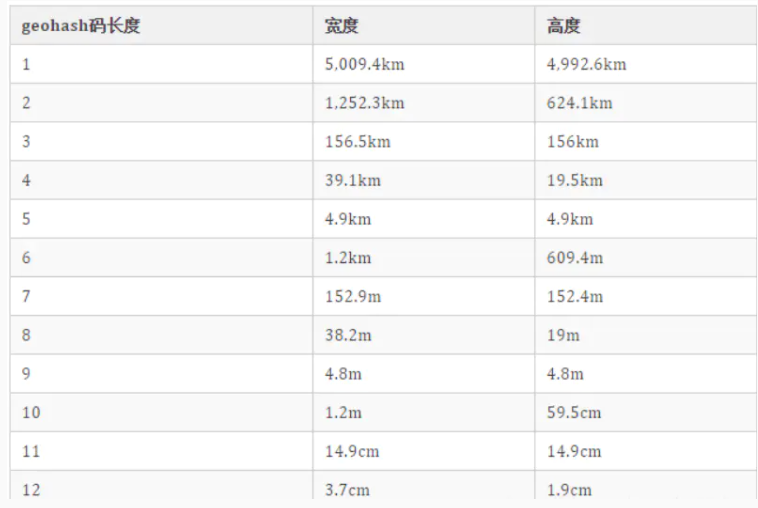 geohash码长度 宽度 高度
1 5,009.4km 4,992.6km
2 1,252.3km 624.1km
3 156.5km 156km
4 39.1km 19.5km
5 4.9km 4.9km
6 1.2km 609.4m
7 152.9m 152.4m
8 38.2m 19m
9 4.8m 4.8m
10 1.2m 59.5cm
11 14.9cm 14.9cm
12 3.7cm 1.9cm